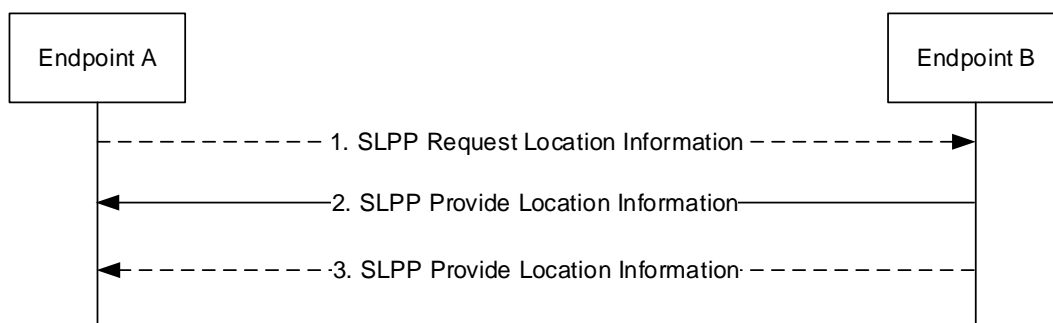 Endpoint A
Endpoint B
1. SLPP Request Location Information
2. SLPP Provide Location Information
3. SLPP Provide Location Information